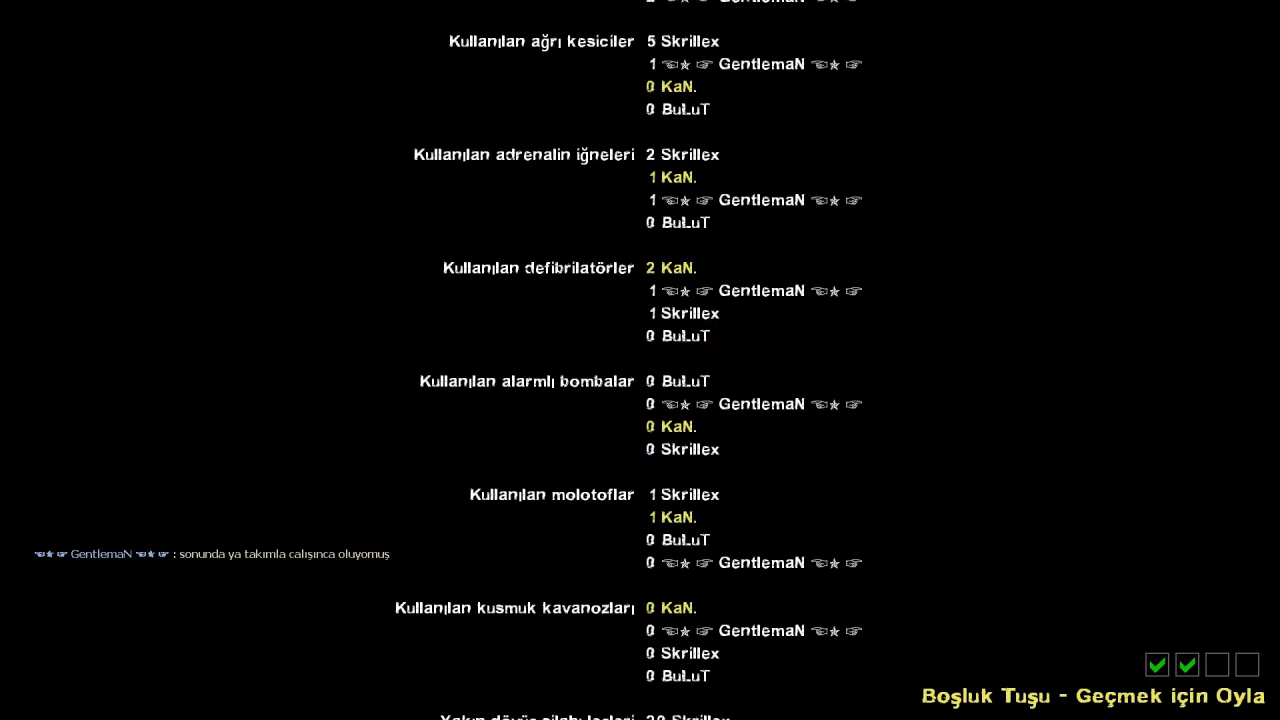 2 ☜★ ☞ GentlemaN ☜★ ☞
Kullanılan ağrı kesiciler 5 Skrillex
1 ☜★ ☞ GentlemaN ☜★ ☞
0 KaN.
0 BuLuT
Kullanılan adrenalin iğneleri 2 Skrillex
1 KaN.
1 ☜★ ☞ GentlemaN ☜★ ☞
0 BuLuT
Kullanılan defibrilatörler 2 KaN.
1 ☜★ ☞ GentlemaN ☜★ ☞
1 Skrillex
0 BuLuT
Kullanılan alarmlı bombalar 0 BuLuT
0 ☜★ ☞ GentlemaN ☜★ ☞
0 KaN.
0 Skrillex
Kullanılan molotoflar 1 Skrillex
1 KaN.
0 BuLuT
0 ☜★ ☞ GentlemaN ☜★ ☞
☜★☞ GentlemaN ☜★☞ : sonunda ya takımla calışınca oluyomuş
Kullanılan kusmuk kavanozları 0 KaN.
0 ☜★ ☞ GentlemaN ☜★ ☞
0 Skrillex
0 BuLuT
Skrillex
Boşluk Tuşu - Geçmek için Oyla